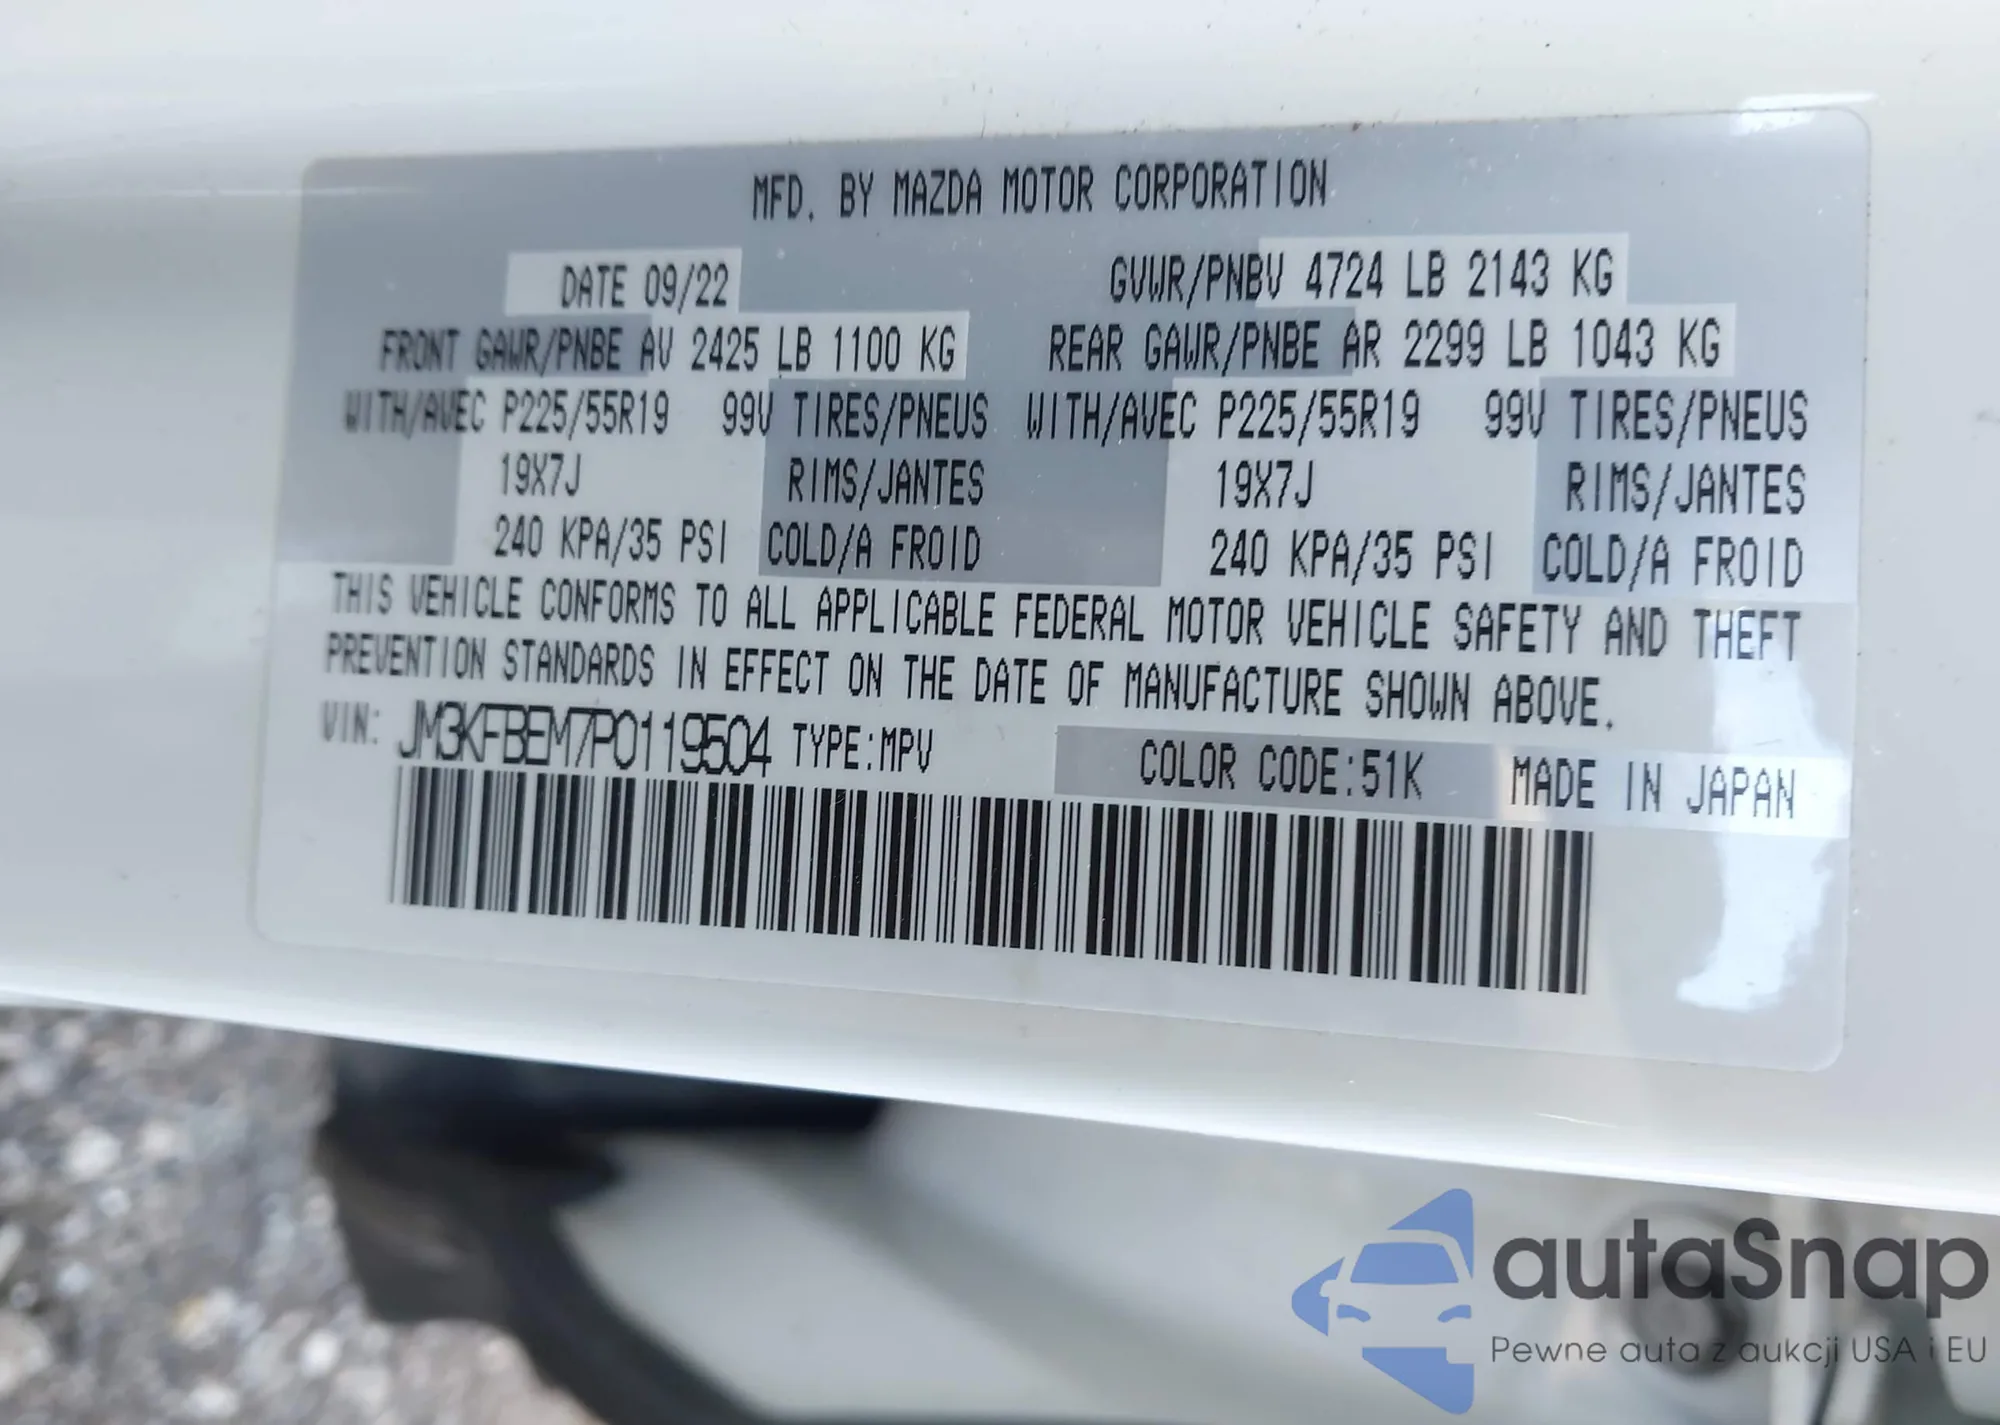 MFD. BY MAZDA MOTOR CORPORATION
DATE 09/22 GVWR/PNBV 4724 LB 2143 KG
FRONT GAWR/PNBE AV 2425 LB 1100 KG REAR GAWR/PNBE AR 2299 LB 1043 KG
WITH/AVEC P225/55R19 99V TIRES/PNEUS WITH/AVEC P225/55R19 99V TIRES/PNEUS
19X7J RIMS/JANTES 19X7J RIMS/JANTES
240 KPA/35 PSI COLD/A FROID 240 KPA/35 PSI COLD/A FROID
THIS VEHICLE CONFORMS TO ALL APPLICABLE FEDERAL MOTOR VEHICLE SAFETY AND THEFT
PREVENTION STANDARDS IN EFFECT ON THE DATE OF MANUFACTURE SHOWN ABOVE.
VIN: JM3KFBEM7P0119504 TYPE:MPV COLOR CODE:51K MADE IN JAPAN
autaSnap
Pewne auta z aukcji USA i EU